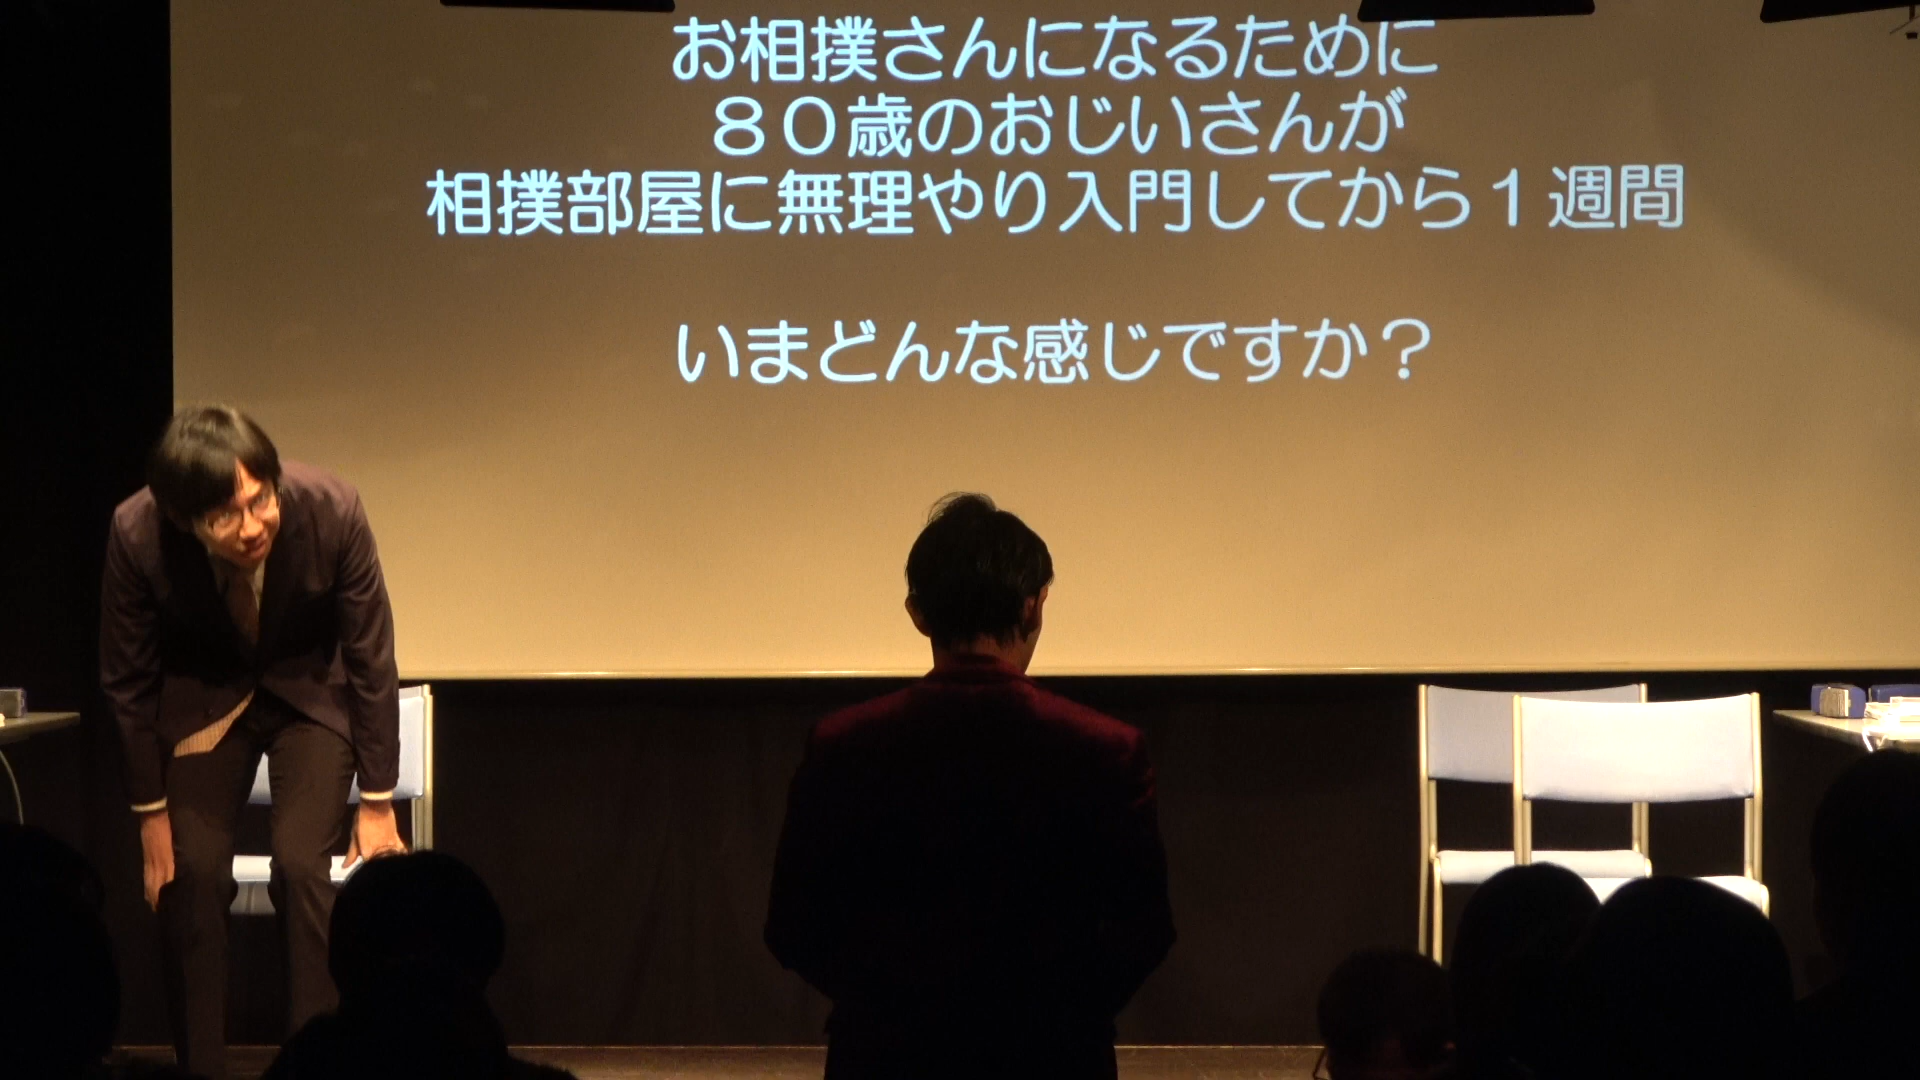 お相撲さんになるために
８０歳のおじいさんが
相撲部屋に無理やり入門してから１週間
いまどんな感じですか？